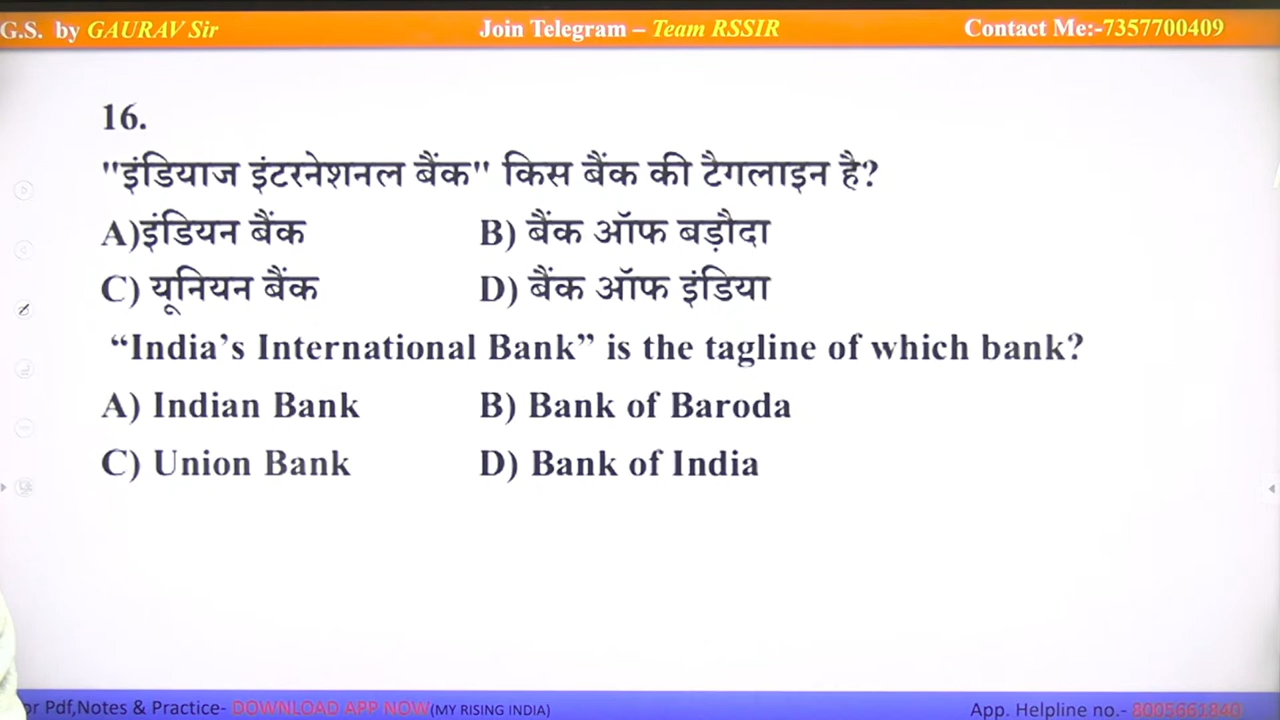 G.S. by GAURAV Sir
Join Telegram – Team RSSIR
Contact Me:-7357700409
16.
"इंडियाज इंटरनेशनल बैंक" किस बैंक की टैगलाइन है?
A)इंडियन बैंक B) बैंक ऑफ बड़ौदा
C) यूनियन बैंक D) बैंक ऑफ इंडिया
“India’s International Bank” is the tagline of which bank?
A) Indian Bank B) Bank of Baroda
C) Union Bank D) Bank of India
or Pdf,Notes & Practice- DOWNLOAD APP NOW(MY RISING INDIA)
App. Helpline no.- 8005661840